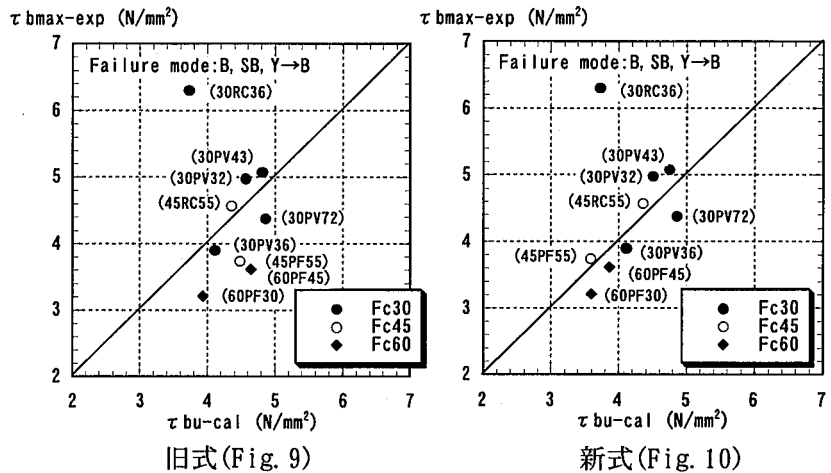 τ bmax-exp (N/mm²)
7
6
5
4
3
2
Failure mode:B, SB, Y→B
(30RC36)
(30PV43)
(30PV32)
(45RC55)
(30PV72)
(30PV36)
(45PF55)
(60PF45)
(60PF30)
Fc30
Fc45
Fc60
2 3 4 5 6 7
τ bu-cal (N/mm²)
旧式(Fig. 9)
τ bmax-exp (N/mm²)
7
6
5
4
3
2
Failure mode:B, SB, Y→B
(30RC36)
(30PV43)
(30PV32)
(45RC55)
(30PV72)
(45PF55)
(30PV36)
(60PF45)
(60PF30)
Fc30
Fc45
Fc60
2 3 4 5 6 7
τ bu-cal (N/mm²)
新式(Fig. 10)